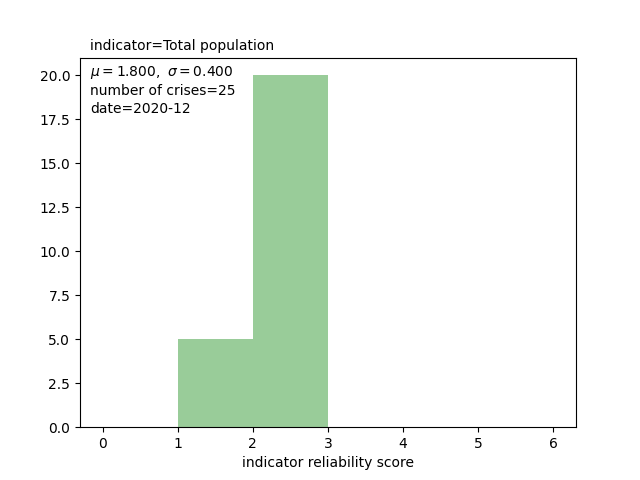 indicator=Total population
μ = 1.800, σ = 0.400
number of crises=25
date=2020-12
20.0
17.5
15.0
12.5
10.0
7.5
5.0
2.5
0.0
0 1 2 3 4 5 6
indicator reliability score